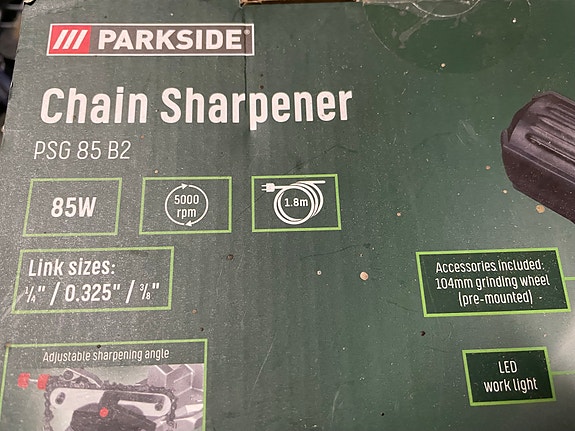 PARKSIDE
Chain Sharpener
PSG 85 B2
85W
5000
rpm
1.8m
Link sizes:
1/4" / 0.325" / 3/8"
Accessories included:
104mm grinding wheel
(pre-mounted)
Adjustable sharpening angle
LED
work light